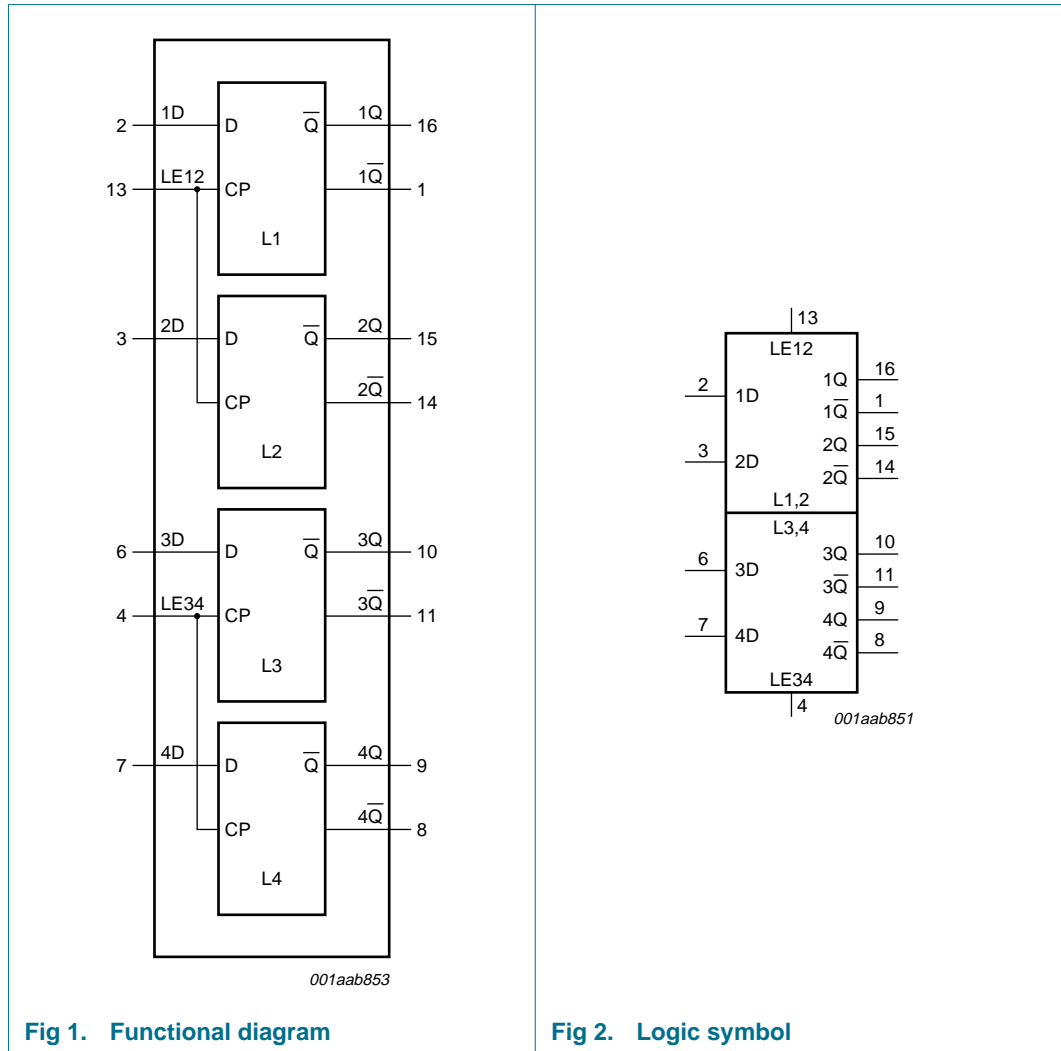 1D
D
Q̅
1Q
2
16
LE12
CP
1Q̅
13
1
L1
2D
D
Q̅
2Q
3
15
CP
2Q̅
14
L2
3D
D
Q̅
3Q
6
10
LE34
CP
3Q̅
4
11
L3
4D
D
Q̅
4Q
7
9
CP
4Q̅
8
L4
001aab853
Fig 1. Functional diagram
13
LE12
2
1D
1Q
16
1Q̅
1
3
2D
2Q
15
2Q̅
14
L1,2
L3,4
6
3D
3Q
10
3Q̅
11
7
4D
4Q
9
4Q̅
8
LE34
4
001aab851
Fig 2. Logic symbol